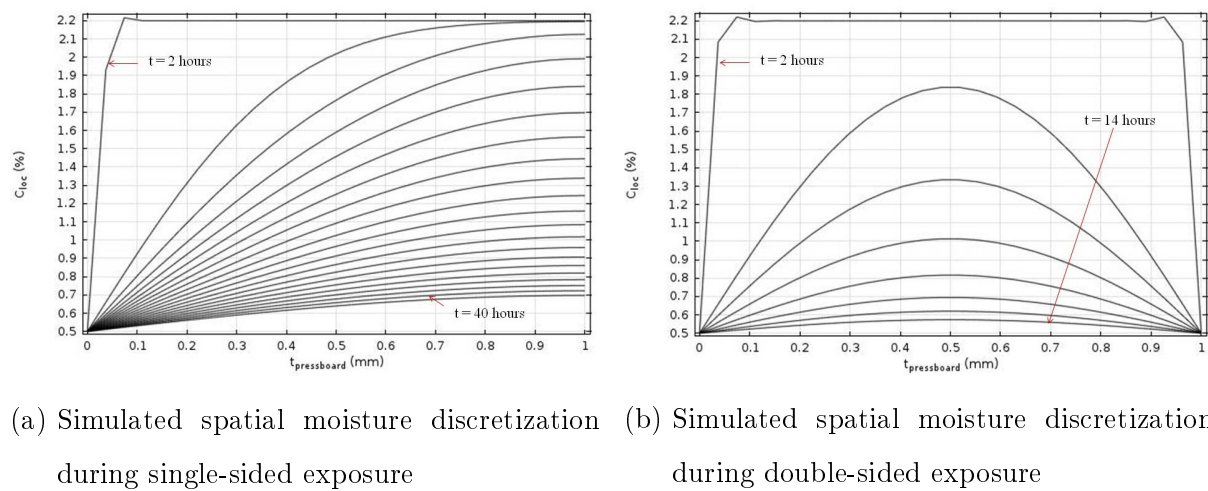 2.2
2.1
2
1.9
1.8
1.7
1.6
1.5
1.4
1.3
1.2
1.1
1
0.9
0.8
0.7
0.6
0.5
C_loc (%)
t = 2 hours
t = 40 hours
0 0.1 0.2 0.3 0.4 0.5 0.6 0.7 0.8 0.9 1
t_pressboard (mm)
2.2
2.1
2
1.9
1.8
1.7
1.6
1.5
1.4
1.3
1.2
1.1
1
0.9
0.8
0.7
0.6
0.5
C_loc (%)
t = 2 hours
t = 14 hours
0 0.1 0.2 0.3 0.4 0.5 0.6 0.7 0.8 0.9 1
t_pressboard (mm)
(a) Simulated spatial moisture discretization
during single-sided exposure
(b) Simulated spatial moisture discretization
during double-sided exposure